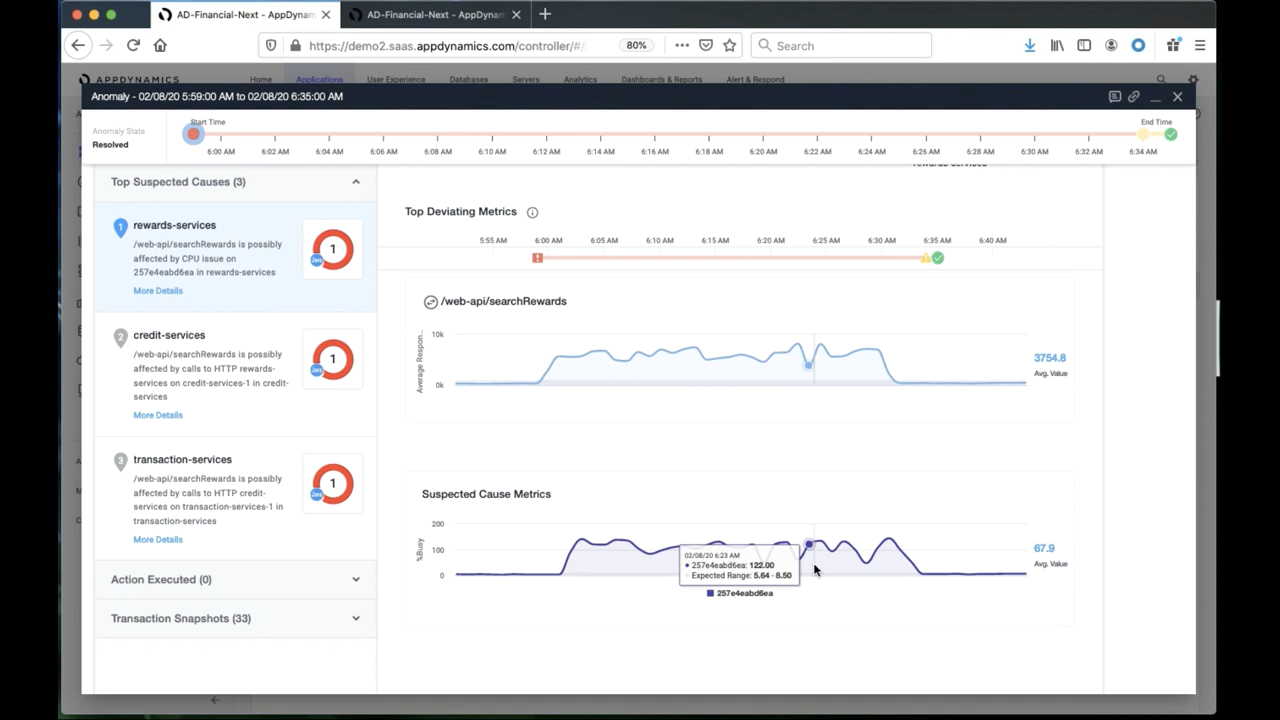 AD-Financial-Next - AppDynam
AD-Financial-Next - AppDynam
https://demo2.saas.appdynamics.com/controller/#/
80%
Search
APPDYNAMICS
Home
Applications
User Experience
Databases
Servers
Analytics
Dashboards & Reports
Alert & Respond
Anomaly - 02/08/20 5:59:00 AM to 02/08/20 6:35:00 AM
Anomaly State
Resolved
Start Time
End Time
6:00 AM
6:02 AM
6:04 AM
6:06 AM
6:08 AM
6:10 AM
6:12 AM
6:14 AM
6:16 AM
6:18 AM
6:20 AM
6:22 AM
6:24 AM
6:26 AM
6:28 AM
6:30 AM
6:32 AM
6:34 AM
Top Suspected Causes (3)
1
rewards-services
/web-api/searchRewards is possibly
affected by CPU issue on
257e4eabd6ea in rewards-services
More Details
1
Java
2
credit-services
/web-api/searchRewards is possibly
affected by calls to HTTP rewards-
services on credit-services-1 in credit-
services
More Details
1
Java
3
transaction-services
/web-api/searchRewards is possibly
affected by calls to HTTP credit-
services on transaction-services-1 in
transaction-services
More Details
1
Java
Action Executed (0)
Transaction Snapshots (33)
rewards-services
Top Deviating Metrics
5:55 AM
6:00 AM
6:05 AM
6:10 AM
6:15 AM
6:20 AM
6:25 AM
6:30 AM
6:35 AM
6:40 AM
/web-api/searchRewards
Average Respon...
10k
0k
3754.8
Avg. Value
Suspected Cause Metrics
%Busy
200
100
0
02/08/20 6:23 AM
257e4eabd6ea: 122.00
Expected Range: 5.64 - 8.50
257e4eabd6ea
67.9
Avg. Value